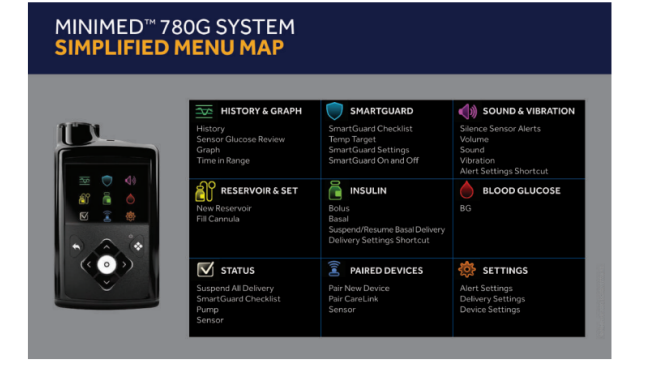 MINIMED™ 780G SYSTEM
SIMPLIFIED MENU MAP
HISTORY & GRAPH
History
Sensor Glucose Review
Graph
Time in Range
SMARTGUARD
SmartGuard Checklist
Temp Target
SmartGuard Settings
SmartGuard On and Off
SOUND & VIBRATION
Silence Sensor Alerts
Volume
Sound
Vibration
Alert Settings Shortcut
RESERVOIR & SET
New Reservoir
Fill Cannula
INSULIN
Bolus
Basal
Suspend/Resume Basal Delivery
Delivery Settings Shortcut
BLOOD GLUCOSE
BG
STATUS
Suspend All Delivery
SmartGuard Checklist
Pump
Sensor
PAIRED DEVICES
Pair New Device
Pair CareLink
Sensor
SETTINGS
Alert Settings
Delivery Settings
Device Settings